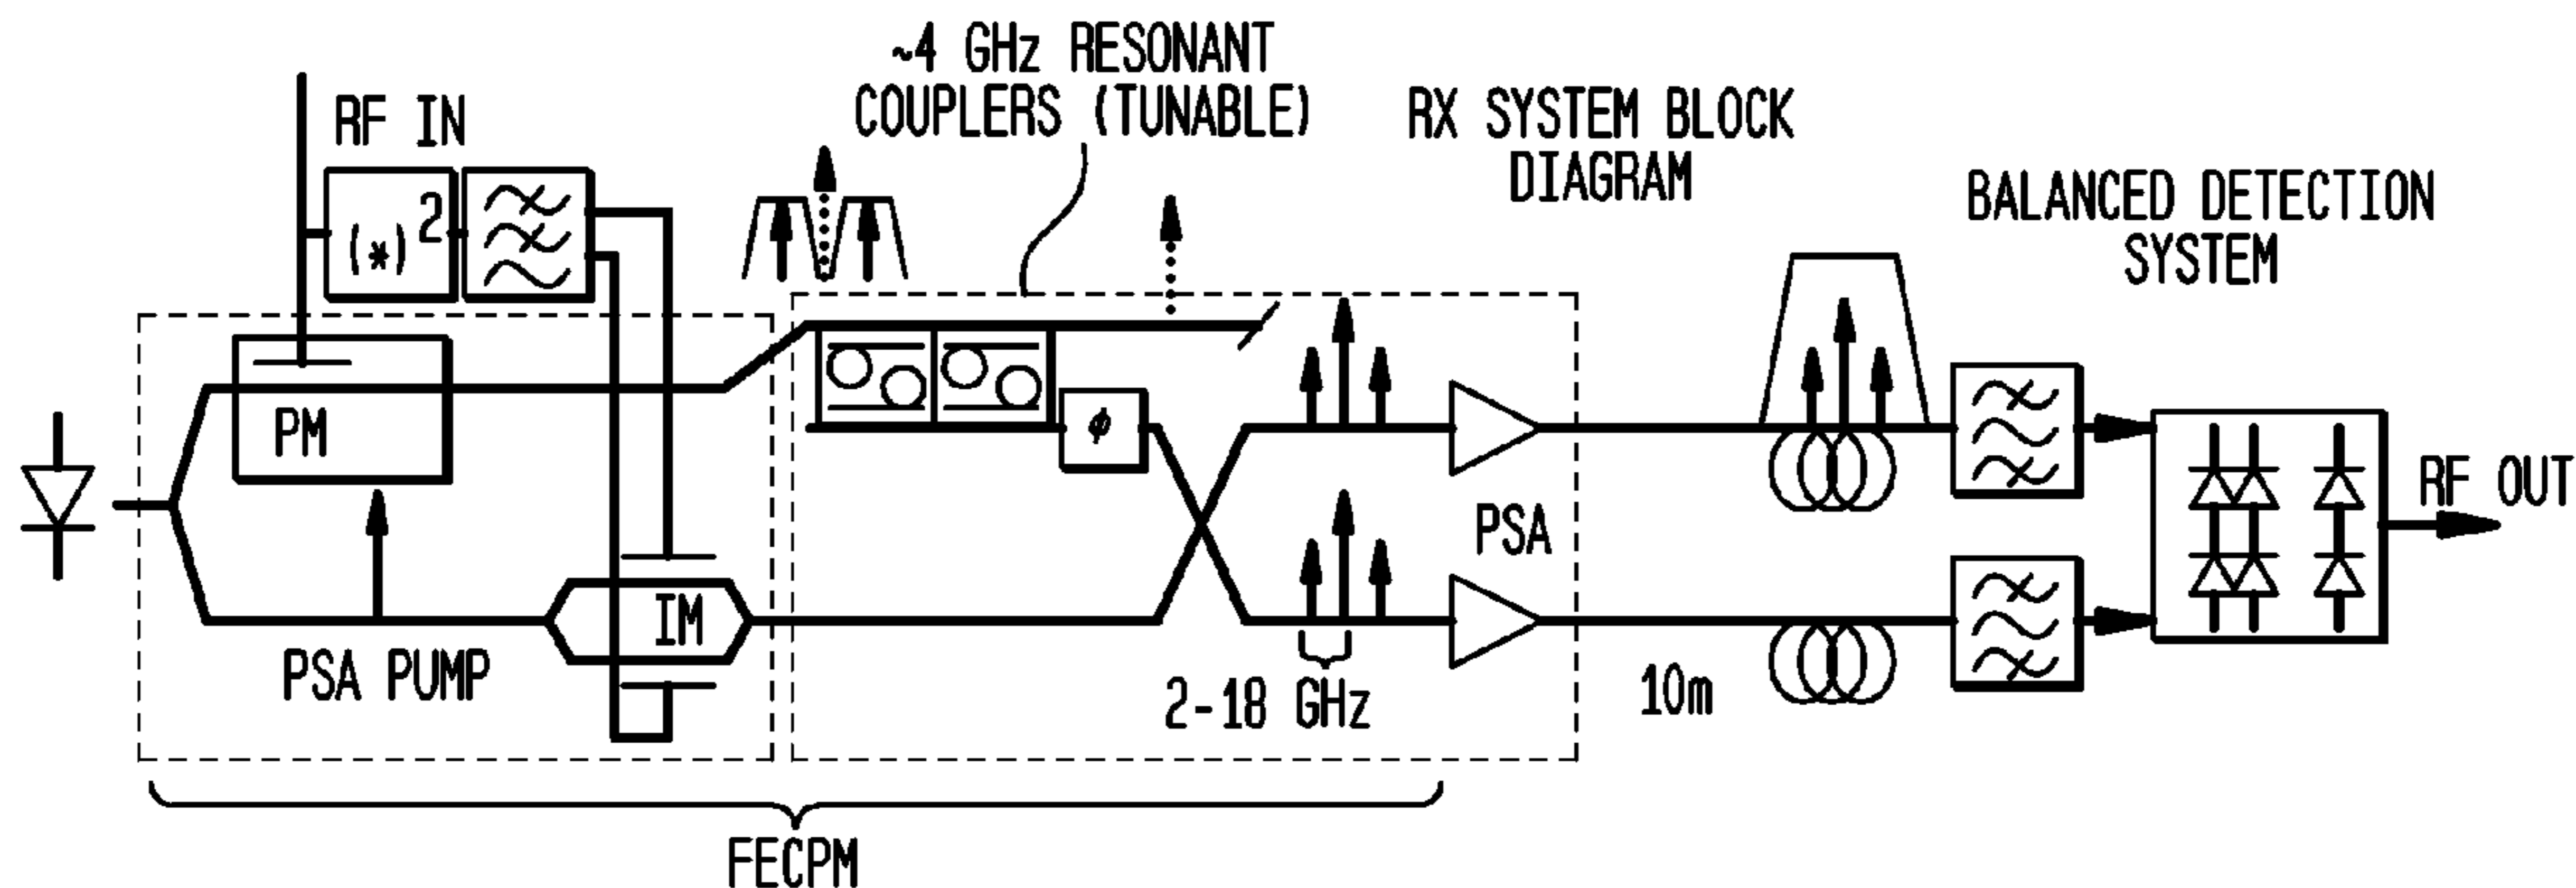 ~4 GHz RESONANT
COUPLERS (TUNABLE)
RX SYSTEM BLOCK
DIAGRAM
RF IN
(*)2
BALANCED DETECTION
SYSTEM
PM
ϕ
RF OUT
PSA
IM
PSA PUMP
2-18 GHz
10m
FECPM